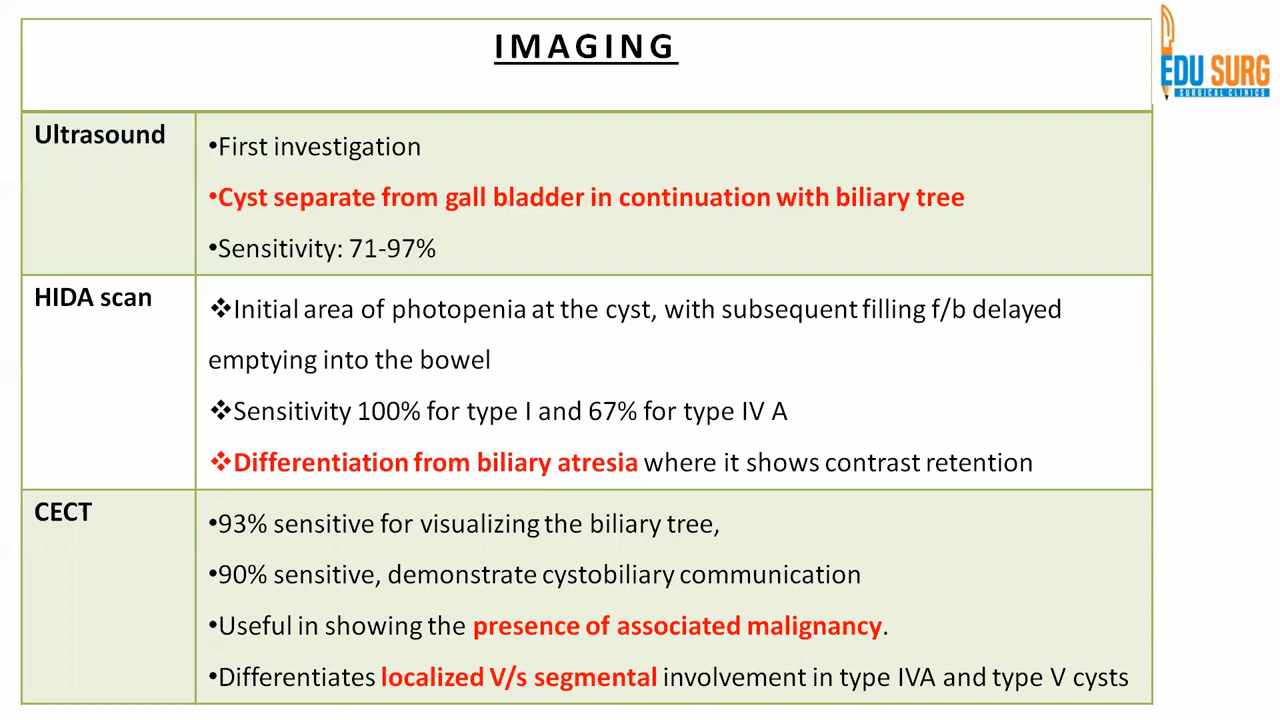 IMAGING
EDU SURG
SURGICAL CLINICS
Ultrasound
•First investigation
•Cyst separate from gall bladder in continuation with biliary tree
•Sensitivity: 71-97%
HIDA scan
❖Initial area of photopenia at the cyst, with subsequent filling f/b delayed
emptying into the bowel
❖Sensitivity 100% for type I and 67% for type IV A
❖Differentiation from biliary atresia where it shows contrast retention
CECT
•93% sensitive for visualizing the biliary tree,
•90% sensitive, demonstrate cystobiliary communication
•Useful in showing the presence of associated malignancy.
•Differentiates localized V/s segmental involvement in type IVA and type V cysts